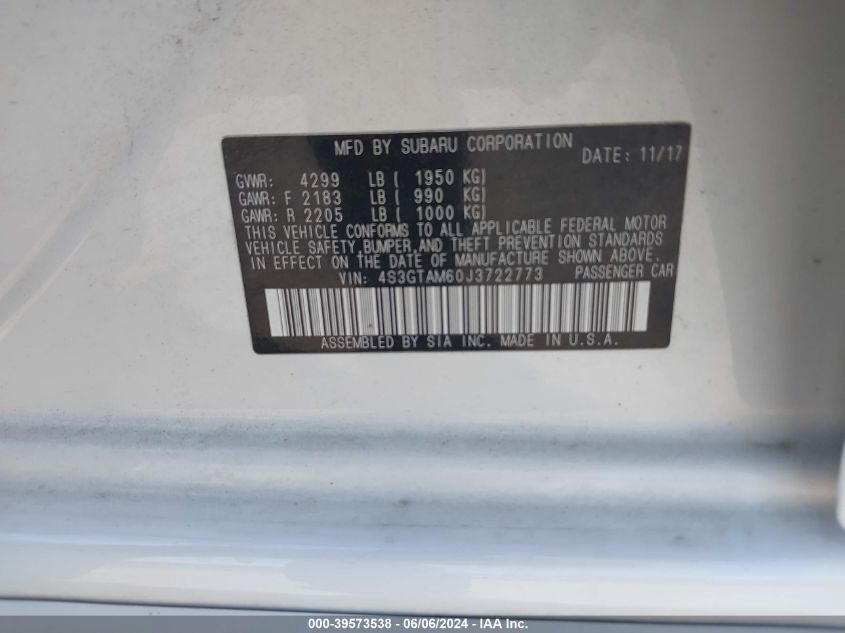 MFD BY SUBARU CORPORATION
DATE: 11/17
GVWR: 4299 LB ( 1950 KG)
GAWR: F 2183 LB ( 990 KG)
GAWR: R 2205 LB ( 1000 KG)
THIS VEHICLE CONFORMS TO ALL APPLICABLE FEDERAL MOTOR
VEHICLE SAFETY, BUMPER, AND THEFT PREVENTION STANDARDS
IN EFFECT ON THE DATE OF MANUFACTURE SHOWN ABOVE.
VIN: 4S3GTAM60J3722773 PASSENGER CAR
ASSEMBLED BY SIA INC. MADE IN U.S.A.
000-39573538 - 06/06/2024 - IAA Inc.